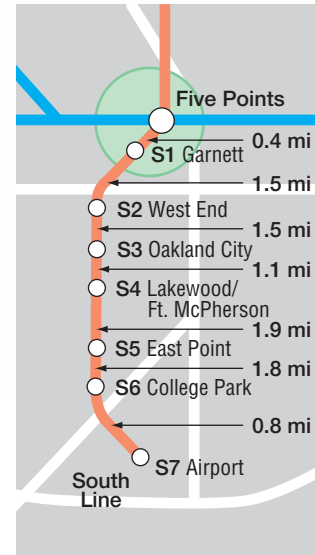 Five Points
0.4 mi
S1 Garnett
1.5 mi
S2 West End
1.5 mi
S3 Oakland City
1.1 mi
S4 Lakewood/
Ft. McPherson
1.9 mi
S5 East Point
1.8 mi
S6 College Park
0.8 mi
S7 Airport
South
Line